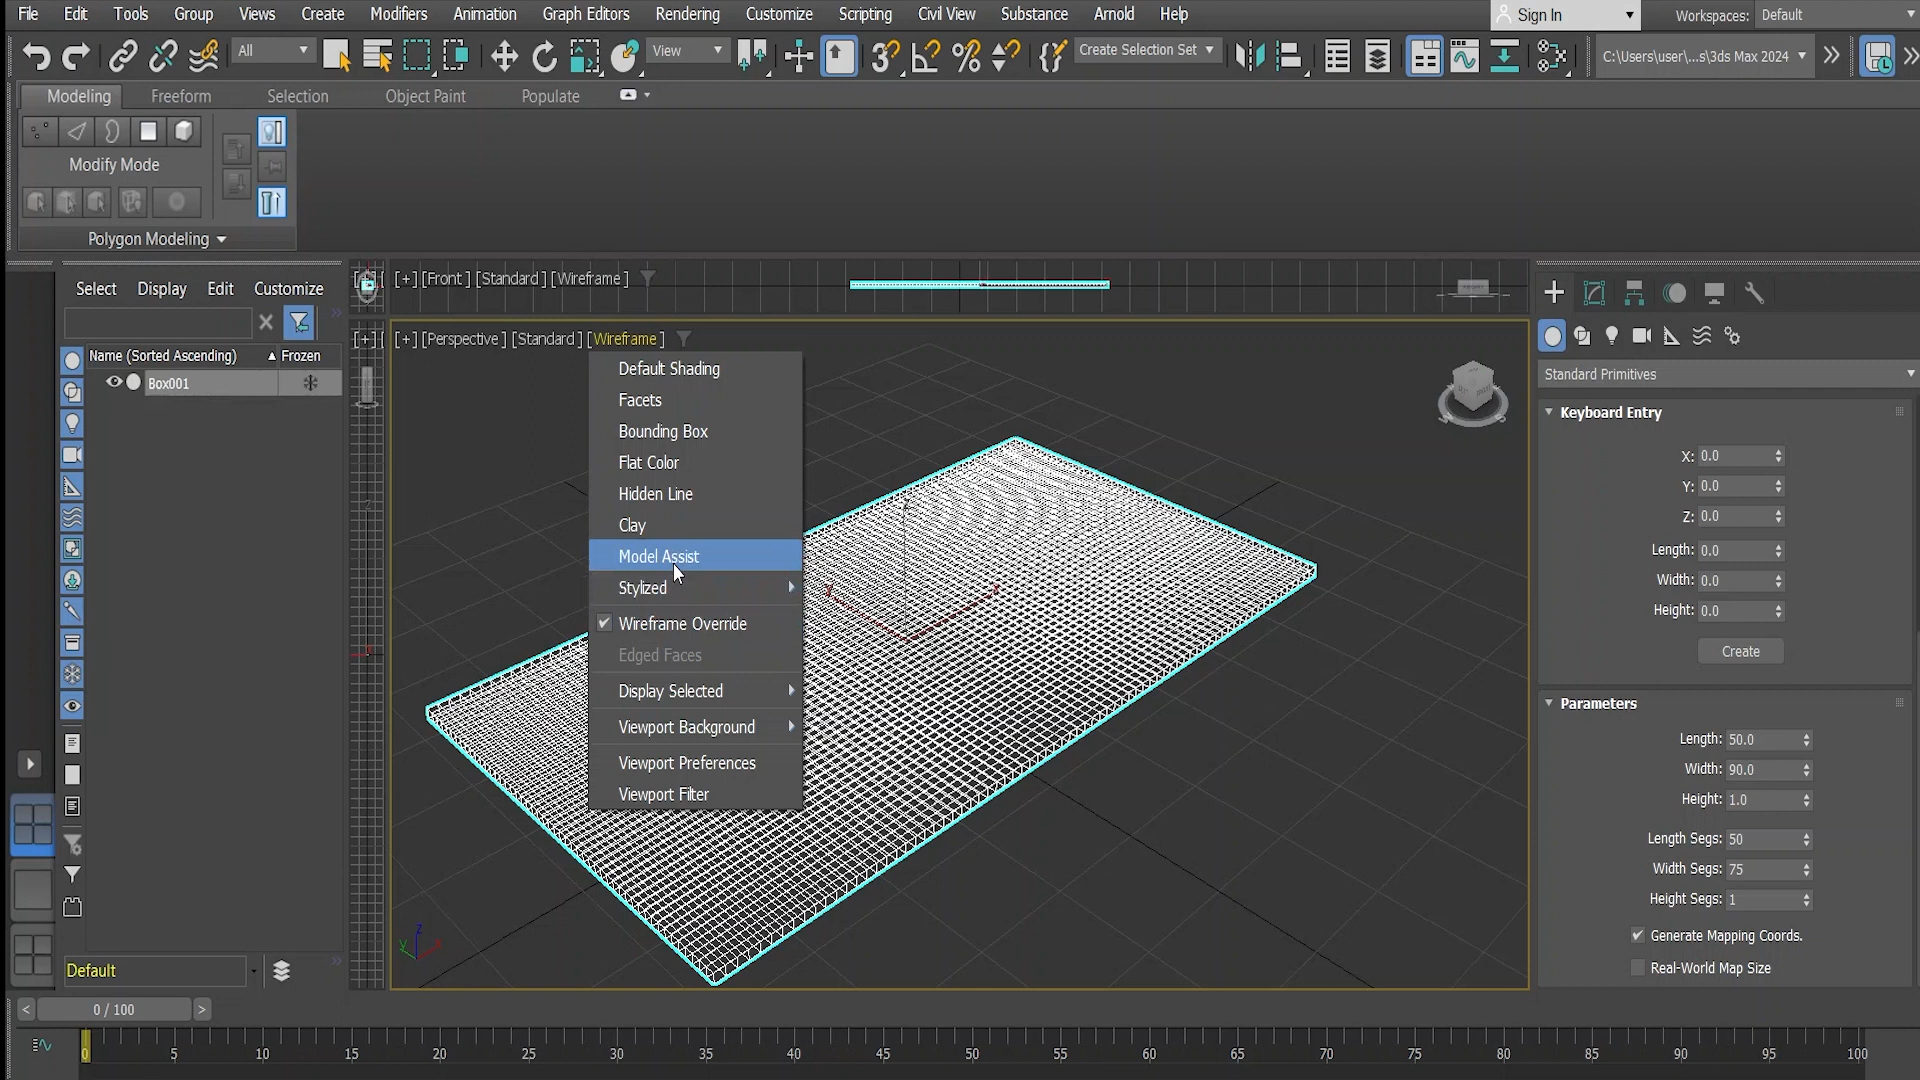 File Edit Tools Group Views Create Modifiers Animation Graph Editors Rendering Customize Scripting Civil View Substance Arnold Help Sign In Workspaces: Default
All View Create Selection Set C:\Users\user\...s\3ds Max 2024
Modeling Freeform Selection Object Paint Populate
Modify Mode
Polygon Modeling
Select Display Edit Customize
Name (Sorted Ascending) Frozen
Box001
Default
[+] [Front ] [Standard ] [Wireframe ]
[+] [Perspective ] [Standard ] [Wireframe ]
Default Shading
Facets
Bounding Box
Flat Color
Hidden Line
Clay
Model Assist
Stylized
Wireframe Override
Edged Faces
Display Selected
Viewport Background
Viewport Preferences
Viewport Filter
Standard Primitives
Keyboard Entry
X: 0.0
Y: 0.0
Z: 0.0
Length: 0.0
Width: 0.0
Height: 0.0
Create
Parameters
Length: 50.0
Width: 90.0
Height: 1.0
Length Segs: 50
Width Segs: 75
Height Segs: 1
Generate Mapping Coords.
Real-World Map Size
< 0 / 100 >
0 5 10 15 20 25 30 35 40 45 50 55 60 65 70 75 80 85 90 95 100